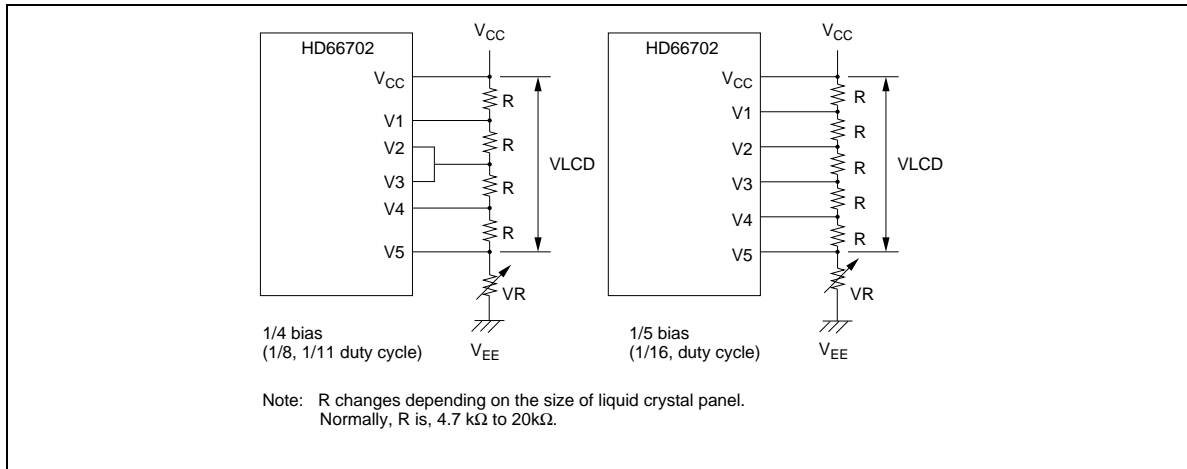 HD66702
VCC
VCC
V1
V2
V3
V4
V5
R
R
R
R
VLCD
VR
VEE
1/4 bias
(1/8, 1/11 duty cycle)
HD66702
VCC
VCC
V1
V2
V3
V4
V5
R
R
R
R
R
VLCD
VR
VEE
1/5 bias
(1/16, duty cycle)
Note: R changes depending on the size of liquid crystal panel.
Normally, R is, 4.7 kΩ to 20kΩ.